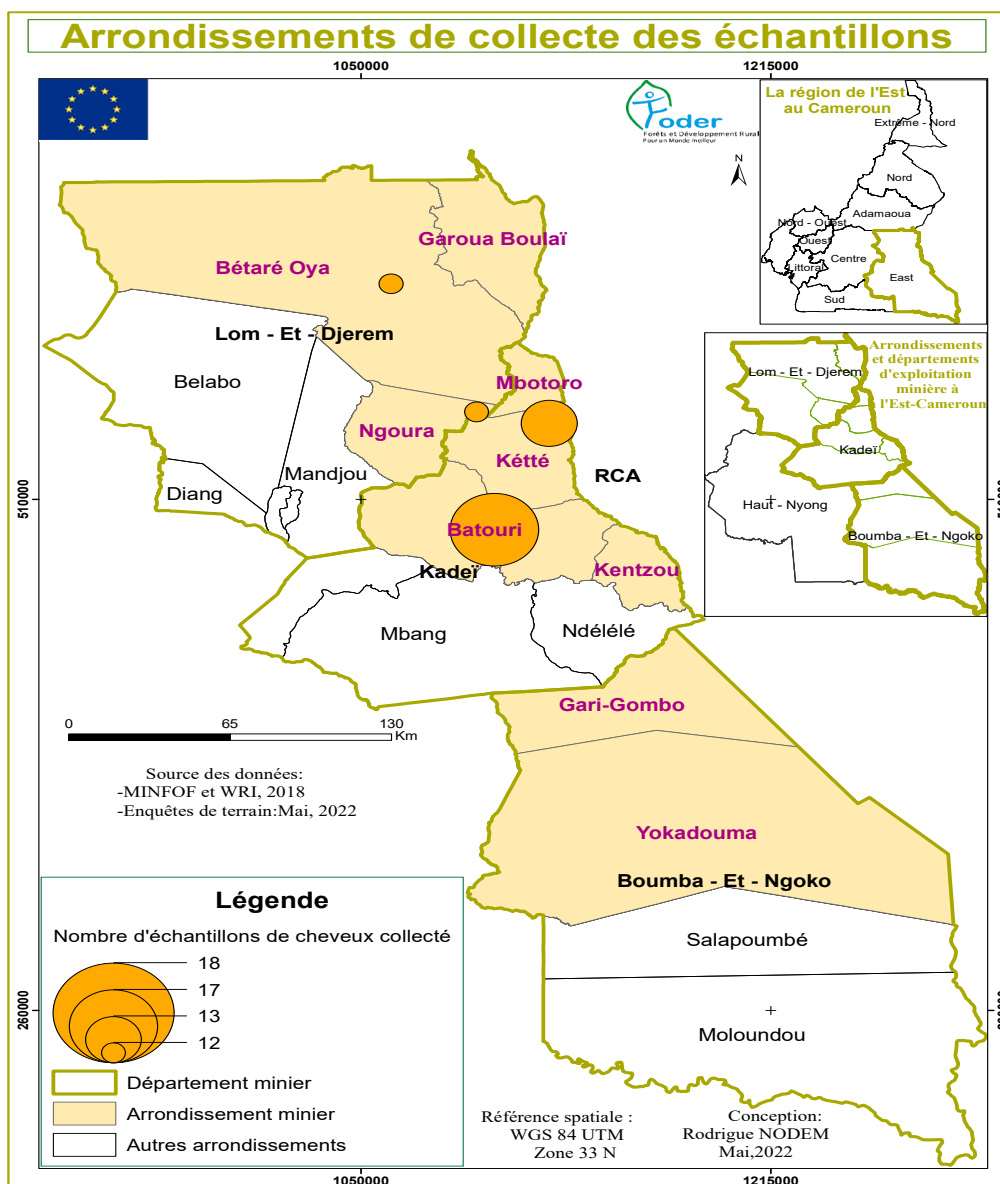 Arrondissements de collecte des échantillons
1050000
1215000
Foder
Forêts et Développement Rural
Pour un Monde meilleur
N
La région de l'Est
au Cameroun
Extrême - Nord
Nord
Adamaoua
Nord - Ouest
Ouest
Littoral
Centre
East
Sud
Garoua Boulaï
Bétaré Oya
Lom - Et - Djerem
Belabo
Mbotoro
Ngoura
Kétté
Mandjou
RCA
Diang
Batouri
Kadeï
Kentzou
Mbang
Ndélélé
Arrondissements
et départements
d'exploitation
minière à
l'Est-Cameroun
Lom - Et - Djerem
Kadeï
Haut - Nyong
Boumba - Et - Ngoko
510000
510000
Gari-Gombo
0 65 130
Km
Source des données:
-MINFOF et WRI, 2018
-Enquêtes de terrain:Mai, 2022
Yokadouma
Boumba - Et - Ngoko
Salapoumbé
Moloundou
260000
260000
Légende
Nombre d'échantillons de cheveux collecté
18
17
13
12
Département minier
Arrondissement minier
Autres arrondissements
Référence spatiale :
WGS 84 UTM
Zone 33 N
Conception:
Rodrigue NODEM
Mai,2022
1050000
1215000